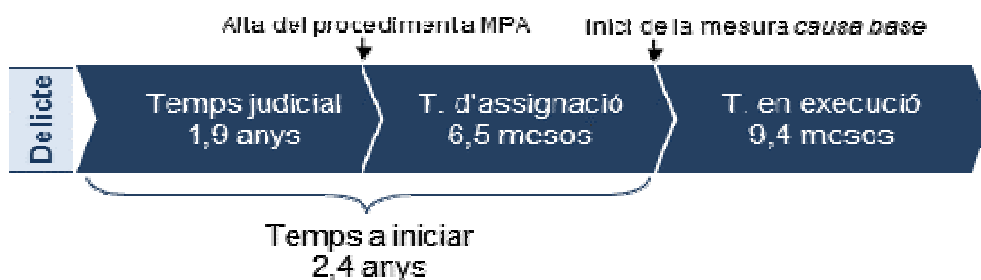 Alta del procediment a MPA
Inici de la mesura causa base
Delicte
Temps judicial
1,9 anys
T. d'assignació
6,5 mesos
T. en execució
9,4 mesos
Temps a iniciar
2,4 anys